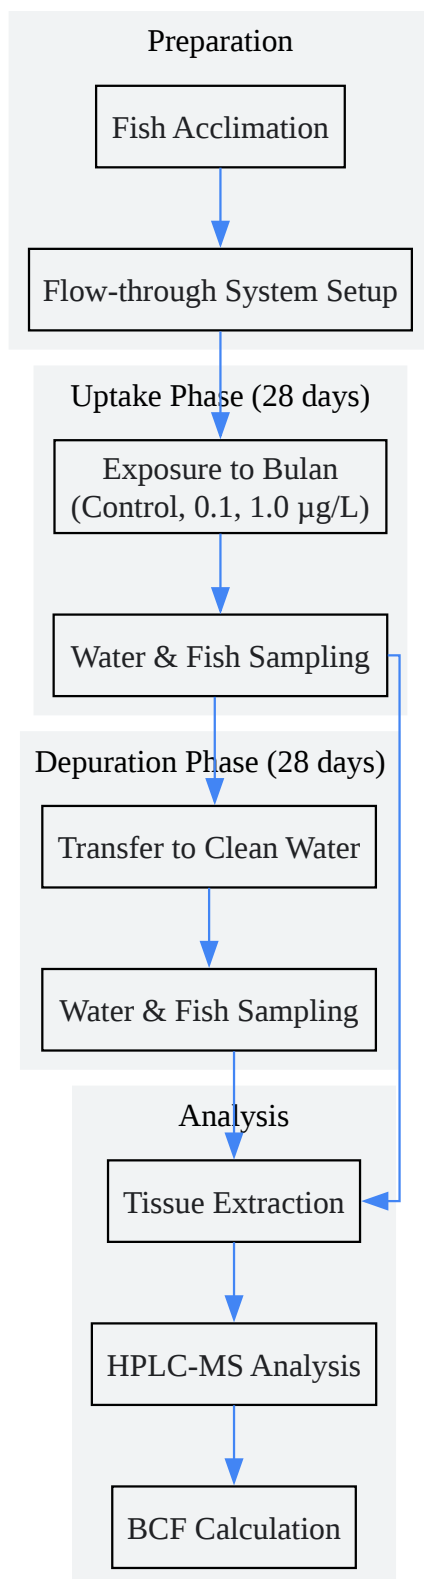 Preparation
Fish Acclimation
Flow-through System Setup
Uptake Phase (28 days)
Exposure to Bulan
(Control, 0.1, 1.0 µg/L)
Water & Fish Sampling
Depuration Phase (28 days)
Transfer to Clean Water
Water & Fish Sampling
Analysis
Tissue Extraction
HPLC-MS Analysis
BCF Calculation